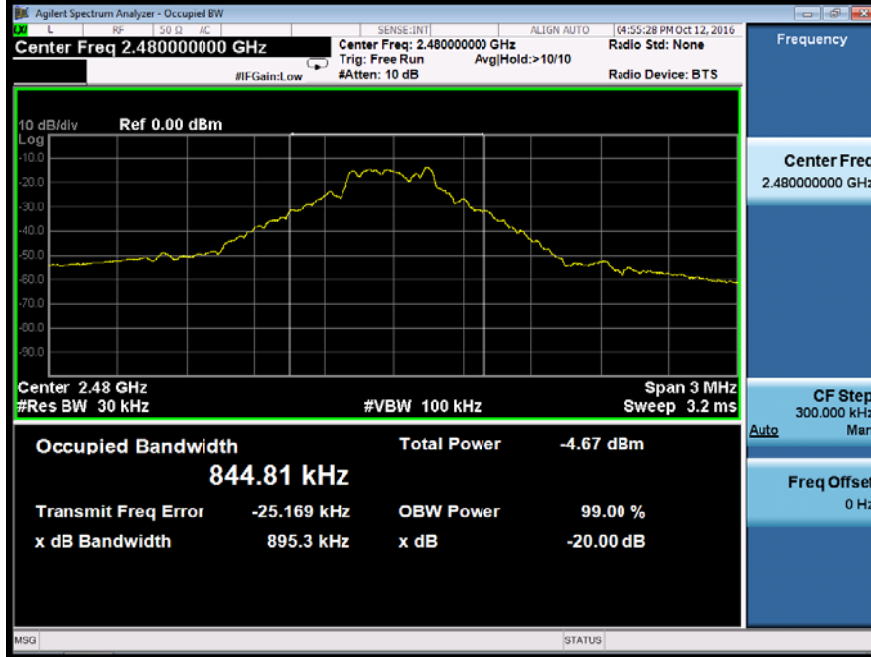 Agilent Spectrum Analyzer - Occupiel BW
LXI L RF 50 Ω AC SENSE:INT ALIGN AUTO 04:55:28 PM Oct 12, 2016
Center Freq 2.480000000 GHz
Center Freq: 2.480000000 GHz
Radio Std: None
Trig: Free Run Avg|Hold:>10/10
#IFGain:Low #Atten: 10 dB Radio Device: BTS
10 dB/div Ref 0.00 dBm
Log
-10.0
-20.0
-30.0
-40.0
-50.0
-60.0
-70.0
-80.0
-90.0
Center 2.48 GHz Span 3 MHz
#Res BW 30 kHz #VBW 100 kHz Sweep 3.2 ms
Occupied Bandwidth Total Power -4.67 dBm
844.81 kHz
Transmit Freq Error -25.169 kHz OBW Power 99.00 %
x dB Bandwidth 895.3 kHz x dB -20.00 dB
MSG STATUS
Frequency
Center Freq
2.480000000 GHz
CF Step
300.000 kHz
Auto Man
Freq Offset
0 Hz